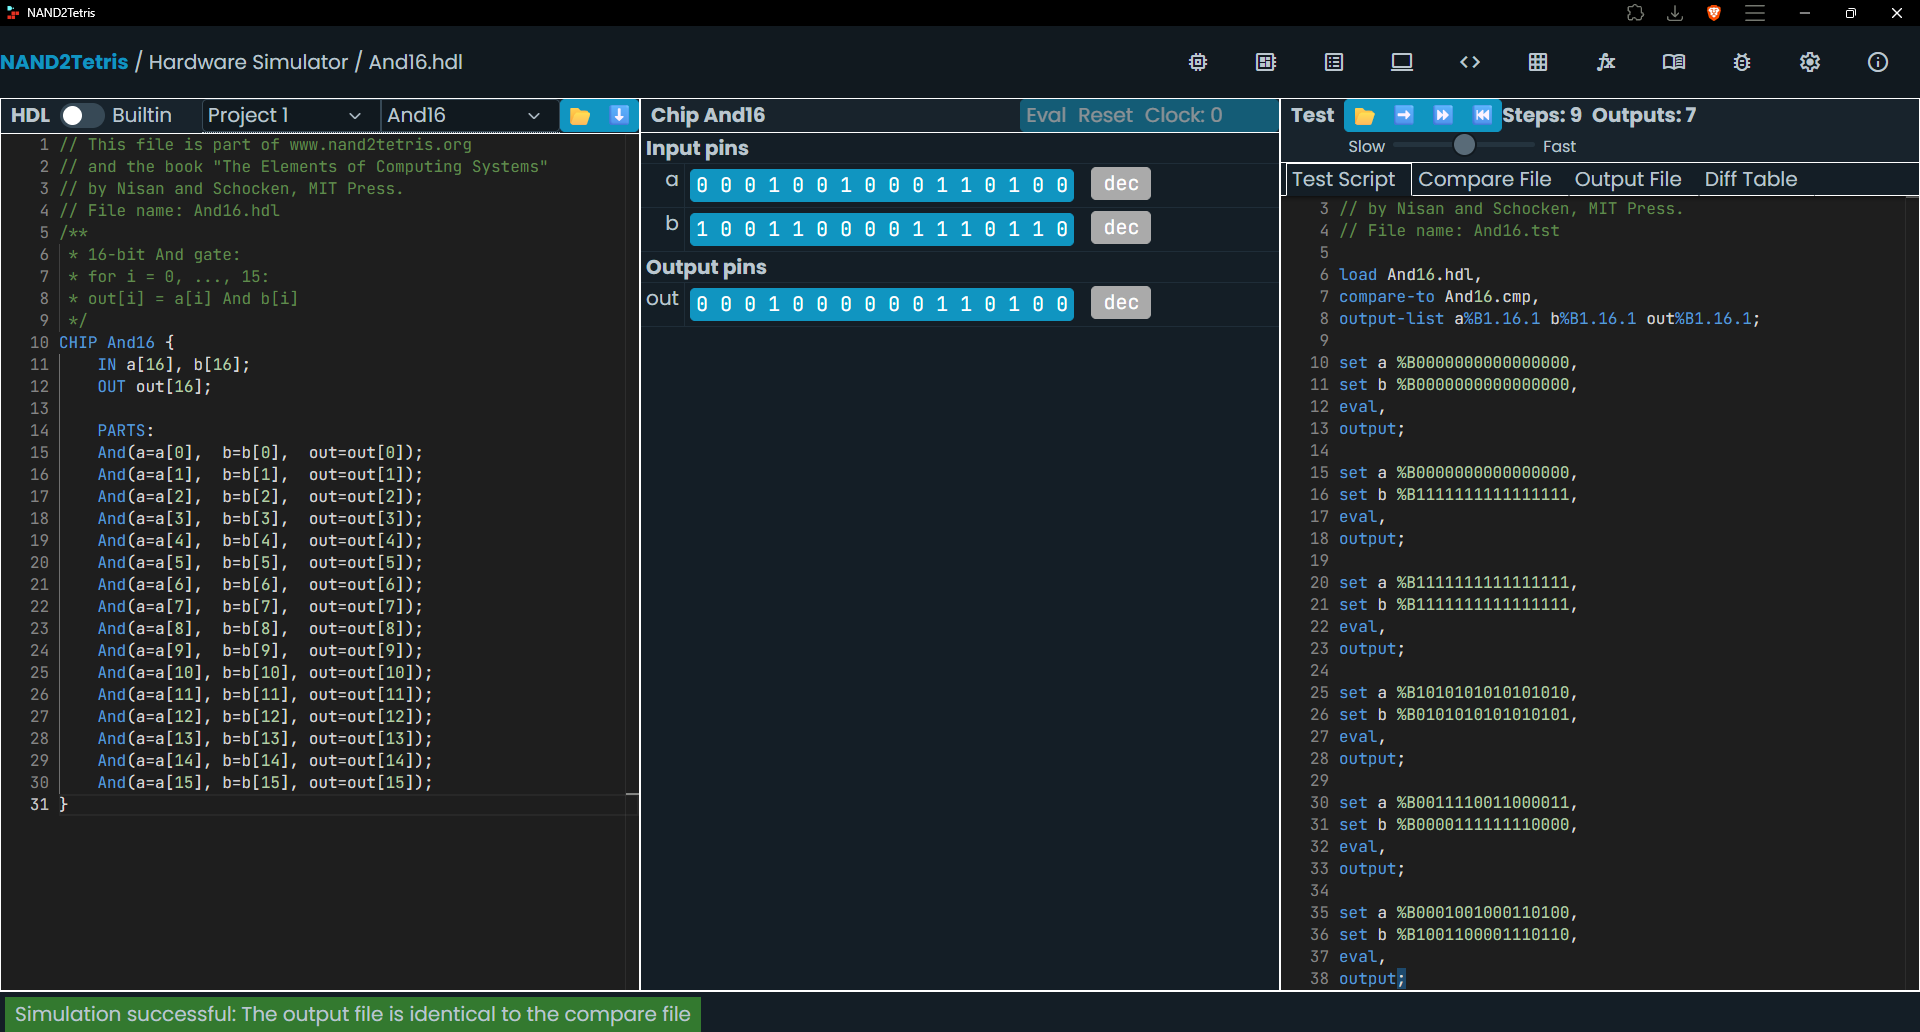 NAND2Tetris
NAND2Tetris / Hardware Simulator / And16.hdl
HDL Builtin Project 1 And16
1 // This file is part of www.nand2tetris.org
2 // and the book "The Elements of Computing Systems"
3 // by Nisan and Schocken, MIT Press.
4 // File name: And16.hdl
5 /**
6  * 16-bit And gate:
7  * for i = 0, ..., 15:
8  * out[i] = a[i] And b[i]
9  */
10 CHIP And16 {
11     IN a[16], b[16];
12     OUT out[16];
13
14     PARTS:
15     And(a=a[0],  b=b[0],  out=out[0]);
16     And(a=a[1],  b=b[1],  out=out[1]);
17     And(a=a[2],  b=b[2],  out=out[2]);
18     And(a=a[3],  b=b[3],  out=out[3]);
19     And(a=a[4],  b=b[4],  out=out[4]);
20     And(a=a[5],  b=b[5],  out=out[5]);
21     And(a=a[6],  b=b[6],  out=out[6]);
22     And(a=a[7],  b=b[7],  out=out[7]);
23     And(a=a[8],  b=b[8],  out=out[8]);
24     And(a=a[9],  b=b[9],  out=out[9]);
25     And(a=a[10], b=b[10], out=out[10]);
26     And(a=a[11], b=b[11], out=out[11]);
27     And(a=a[12], b=b[12], out=out[12]);
28     And(a=a[13], b=b[13], out=out[13]);
29     And(a=a[14], b=b[14], out=out[14]);
30     And(a=a[15], b=b[15], out=out[15]);
31 }
Chip And16 Eval Reset Clock: 0
Input pins
a 0 0 0 1 0 0 1 0 0 0 1 1 0 1 0 0 dec
b 1 0 0 1 1 0 0 0 0 1 1 1 0 1 1 0 dec
Output pins
out 0 0 0 1 0 0 0 0 0 0 1 1 0 1 0 0 dec
Test Steps: 9 Outputs: 7
Slow Fast
Test Script Compare File Output File Diff Table
3 // by Nisan and Schocken, MIT Press.
4 // File name: And16.tst
5
6 load And16.hdl,
7 compare-to And16.cmp,
8 output-list a%B1.16.1 b%B1.16.1 out%B1.16.1;
9
10 set a %B0000000000000000,
11 set b %B0000000000000000,
12 eval,
13 output;
14
15 set a %B0000000000000000,
16 set b %B1111111111111111,
17 eval,
18 output;
19
20 set a %B1111111111111111,
21 set b %B1111111111111111,
22 eval,
23 output;
24
25 set a %B1010101010101010,
26 set b %B0101010101010101,
27 eval,
28 output;
29
30 set a %B0011110011000011,
31 set b %B0000111111110000,
32 eval,
33 output;
34
35 set a %B0001001000110100,
36 set b %B1001100001110110,
37 eval,
38 output;
Simulation successful: The output file is identical to the compare file